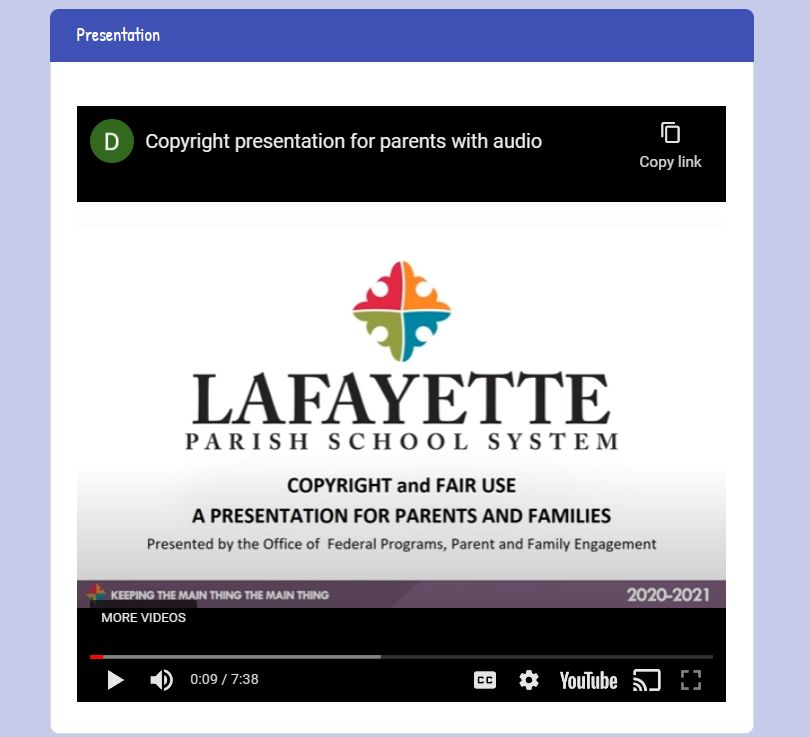 Presentation
D
Copyright presentation for parents with audio
Copy link
LAFAYETTE
PARISH SCHOOL SYSTEM
COPYRIGHT and FAIR USE
A PRESENTATION FOR PARENTS AND FAMILIES
Presented by the Office of Federal Programs, Parent and Family Engagement
KEEPING THE MAIN THING THE MAIN THING
2020-2021
MORE VIDEOS
0:09 / 7:38
CC
YouTube